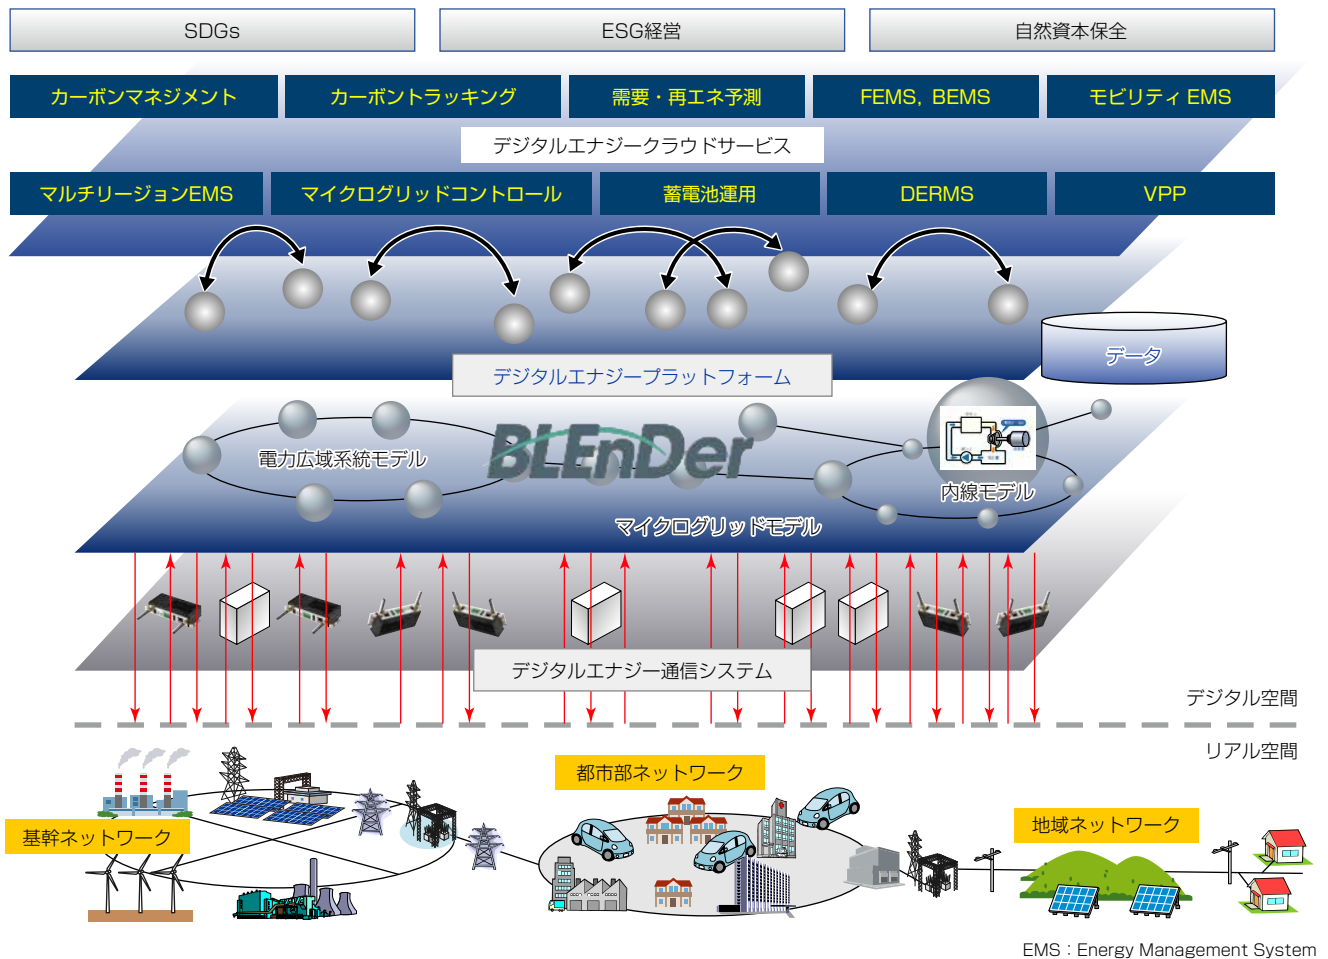 SDGs
ESG経営
自然資本保全
カーボンマネジメント
カーボントラッキング
需要・再エネ予測
FEMS, BEMS
モビリティ EMS
デジタルエナジークラウドサービス
マルチリージョンEMS
マイクログリッドコントロール
蓄電池運用
DERMS
VPP
データ
デジタルエナジープラットフォーム
電力広域系統モデル
BLEnDer
内線モデル
マイクログリッドモデル
デジタルエナジー通信システム
デジタル空間
リアル空間
都市部ネットワーク
基幹ネットワーク
地域ネットワーク
EMS：Energy Management System